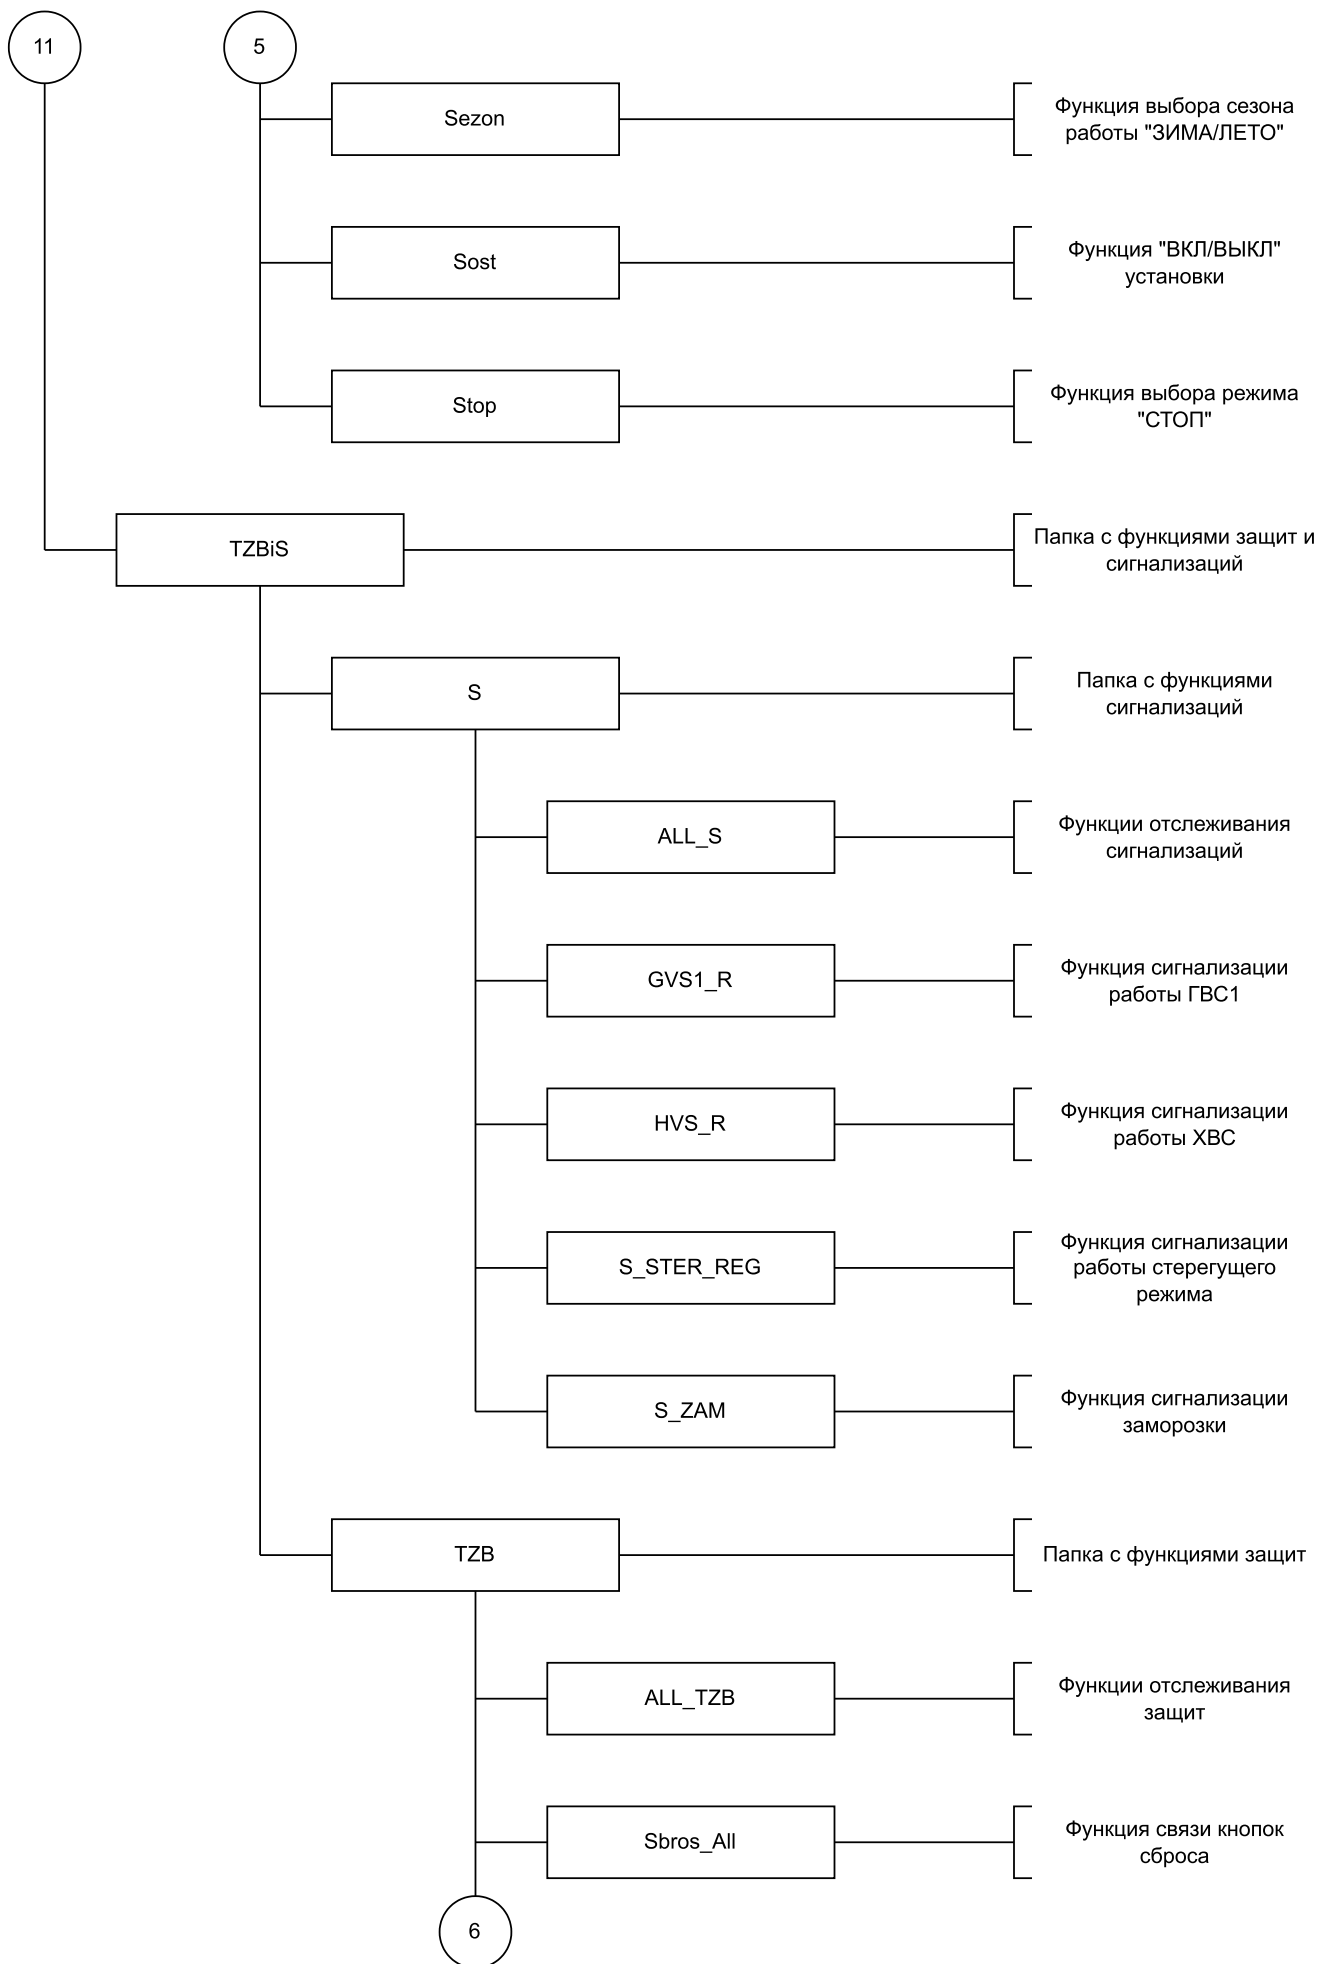 11
5
Sezon
Функция выбора сезона
работы "ЗИМА/ЛЕТО"
Sost
Функция "ВКЛ/ВЫКЛ"
установки
Stop
Функция выбора режима
"СТОП"
TZBiS
Папка с функциями защит и
сигнализаций
S
Папка с функциями
сигнализаций
ALL_S
Функции отслеживания
сигнализаций
GVS1_R
Функция сигнализации
работы ГВС1
HVS_R
Функция сигнализации
работы ХВС
S_STER_REG
Функция сигнализации
работы стерегущего
режима
S_ZAM
Функция сигнализации
заморозки
TZB
Папка с функциями защит
ALL_TZB
Функции отслеживания
защит
Sbros_All
Функция связи кнопок
сброса
6